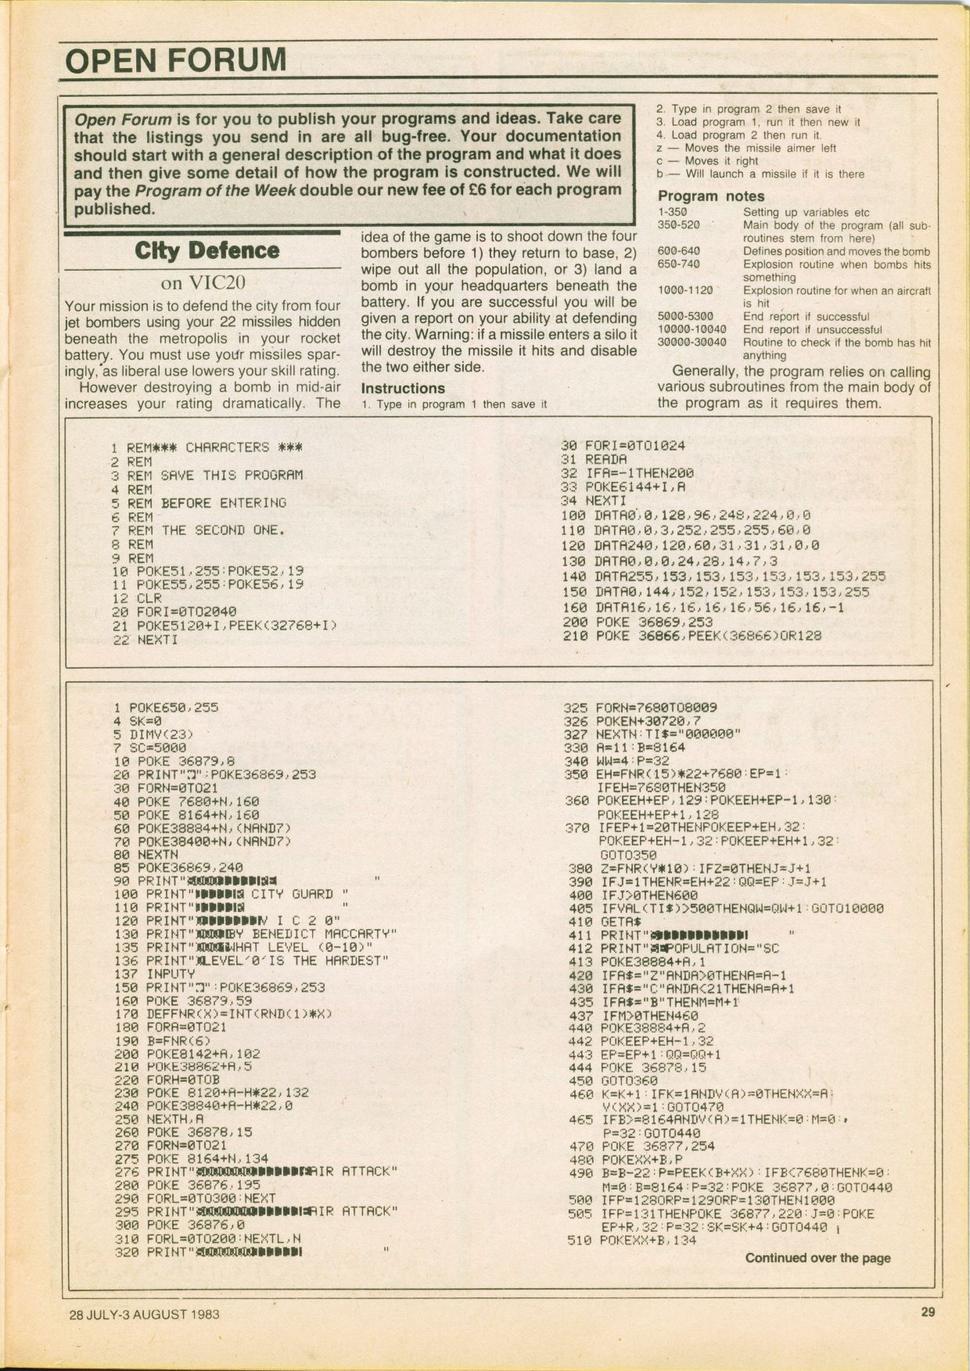 OPEN FORUM
Open Forum is for you to publish your programs and ideas. Take care
that the listings you send in are all bug-free. Your documentation
should start with a general description of the program and what it does
and then give some detail of how the program is constructed. We will
pay the Program of the Week double our new fee of £6 for each program
published.
City Defence
on VIC20
Your mission is to defend the city from four
jet bombers using your 22 missiles hidden
beneath the metropolis in your rocket
battery. You must use your missiles spar-
ingly, as liberal use lowers your skill rating.
However destroying a bomb in mid-air
increases your rating dramatically. The
idea of the game is to shoot down the four
bombers before 1) they return to base, 2)
wipe out all the population, or 3) land a
bomb in your headquarters beneath the
battery. If you are successful you will be
given a report on your ability at defending
the city. Warning: if a missile enters a silo it
will destroy the missile it hits and disable
the two either side.
Instructions
1. Type in program 1 then save it
2. Type in program 2 then save it
3. Load program 1, run it then new it
4. Load program 2 then run it.
z — Moves the missile aimer left
c — Moves it right
b — Will launch a missile if it is there
Program notes
1-350 Setting up variables etc
350-520 Main body of the program (all sub-
routines stem from here)
600-640 Defines position and moves the bomb
650-740 Explosion routine when bombs hits
something
1000-1120 Explosion routine for when an aircraft
is hit
5000-5300 End report if successful
10000-10040 End report if unsuccessful
30000-30040 Routine to check if the bomb has hit
anything
Generally, the program relies on calling
various subroutines from the main body of
the program as it requires them.
1 REM*** CHARACTERS ***
2 REM
3 REM SAVE THIS PROGRAM
4 REM
5 REM BEFORE ENTERING
6 REM
7 REM THE SECOND ONE.
8 REM
9 REM
10 POKE51,255:POKE52,19
11 POKE55,255:POKE56,19
12 CLR
20 FORI=0TO2040
21 POKE5120+I,PEEK(32768+I)
22 NEXTI
30 FORI=0TO1024
31 READA
32 IFA=-1THEN200
33 POKE6144+I,A
34 NEXTI
100 DATA0,0,128,96,248,224,0,0
110 DATA0,0,3,252,255,255,60,0
120 DATA240,120,60,31,31,31,0,0
130 DATA0,0,0,24,28,14,7,3
140 DATA255,153,153,153,153,153,153,255
150 DATA0,144,152,152,153,153,153,255
160 DATA16,16,16,16,16,56,16,16,-1
200 POKE 36869,253
210 POKE 36866,PEEK(36866)OR128
1 POKE650,255
4 SK=0
5 DIMV(23)
7 SC=5000
10 POKE 36879,8
20 PRINT"":POKE36869,253
30 FORN=0TO21
40 POKE 7680+N,160
50 POKE 8164+N,160
60 POKE38884+N,(NAND7)
70 POKE38400+N,(NAND7)
80 NEXTN
85 POKE36869,240
90 PRINT" "
100 PRINT" CITY GUARD "
110 PRINT" "
120 PRINT"V I C 2 0"
130 PRINT"BY BENEDICT MACCARTY"
135 PRINT"WHAT LEVEL (0-10)"
136 PRINT"LEVEL'0'IS THE HARDEST"
137 INPUTY
150 PRINT"":POKE36869,253
160 POKE 36879,59
170 DEFFNR(X)=INT(RND(1)*X)
180 FORA=0TO21
190 B=FNR(6)
200 POKE8142+A,102
210 POKE38862+A,5
220 FORH=0TOB
230 POKE 8120+A-H*22,132
240 POKE38840+A-H*22,0
250 NEXTH,A
260 POKE 36878,15
270 FORN=0TO21
275 POKE 8164+N,134
276 PRINT"AIR ATTACK"
280 POKE 36876,195
290 FORL=0TO300:NEXT
295 PRINT"AIR ATTACK"
300 POKE 36876,0
310 FORL=0TO200:NEXTL,N
320 PRINT" "
325 FORN=7680TO8009
326 POKEN+30720,7
327 NEXTN:TI$="000000"
330 A=11:B=8164
340 WW=4:P=32
350 EH=FNR(15)*22+7680:EP=1:
IFEH=7680THEN350
360 POKEEH+EP,129:POKEEH+EP-1,130:
POKEEH+EP+1,128
370 IFEP+1=20THENPOKEEP+EH,32:
POKEEP+EH-1,32:POKEEP+EH+1,32:
GOTO350
380 Z=FNR(Y*10):IFZ=0THENJ=J+1
390 IFJ=1THENR=EH+22:QQ=EP:J=J+1
400 IFJ>0THEN600
405 IFVAL(TI$)>500THENQW=QW+1:GOTO10000
410 GETA$
411 PRINT" "
412 PRINT"POPULATION="SC
413 POKE38884+A,1
420 IFA$="Z"ANDA>0THENA=A-1
430 IFA$="C"ANDA<21THENA=A+1
435 IFA$="B"THENM=M+1
437 IFM>0THEN460
440 POKE38884+A,2
442 POKEEP+EH-1,32
443 EP=EP+1:QQ=QQ+1
444 POKE 36878,15
450 GOTO360
460 K=K+1:IFK=1ANDV(A)=0THENXX=A:
V(XX)=1:GOTO470
465 IFB>=8164ANDV(A)=1THENK=0:M=0:
P=32:GOTO440
470 POKE 36877,254
480 POKEXX+B,P
490 B=B-22:P=PEEK(B+XX):IFB<7680THENK=0:
M=0:B=8164:P=32:POKE 36877,0:GOTO440
500 IFP=128ORP=129ORP=130THEN1000
505 IFP=131THENPOKE 36877,220:J=0:POKE
EP+R,32:P=32:SK=SK+4:GOTO440
510 POKEXX+B,134
Continued over the page
28 JULY-3 AUGUST 1983
29